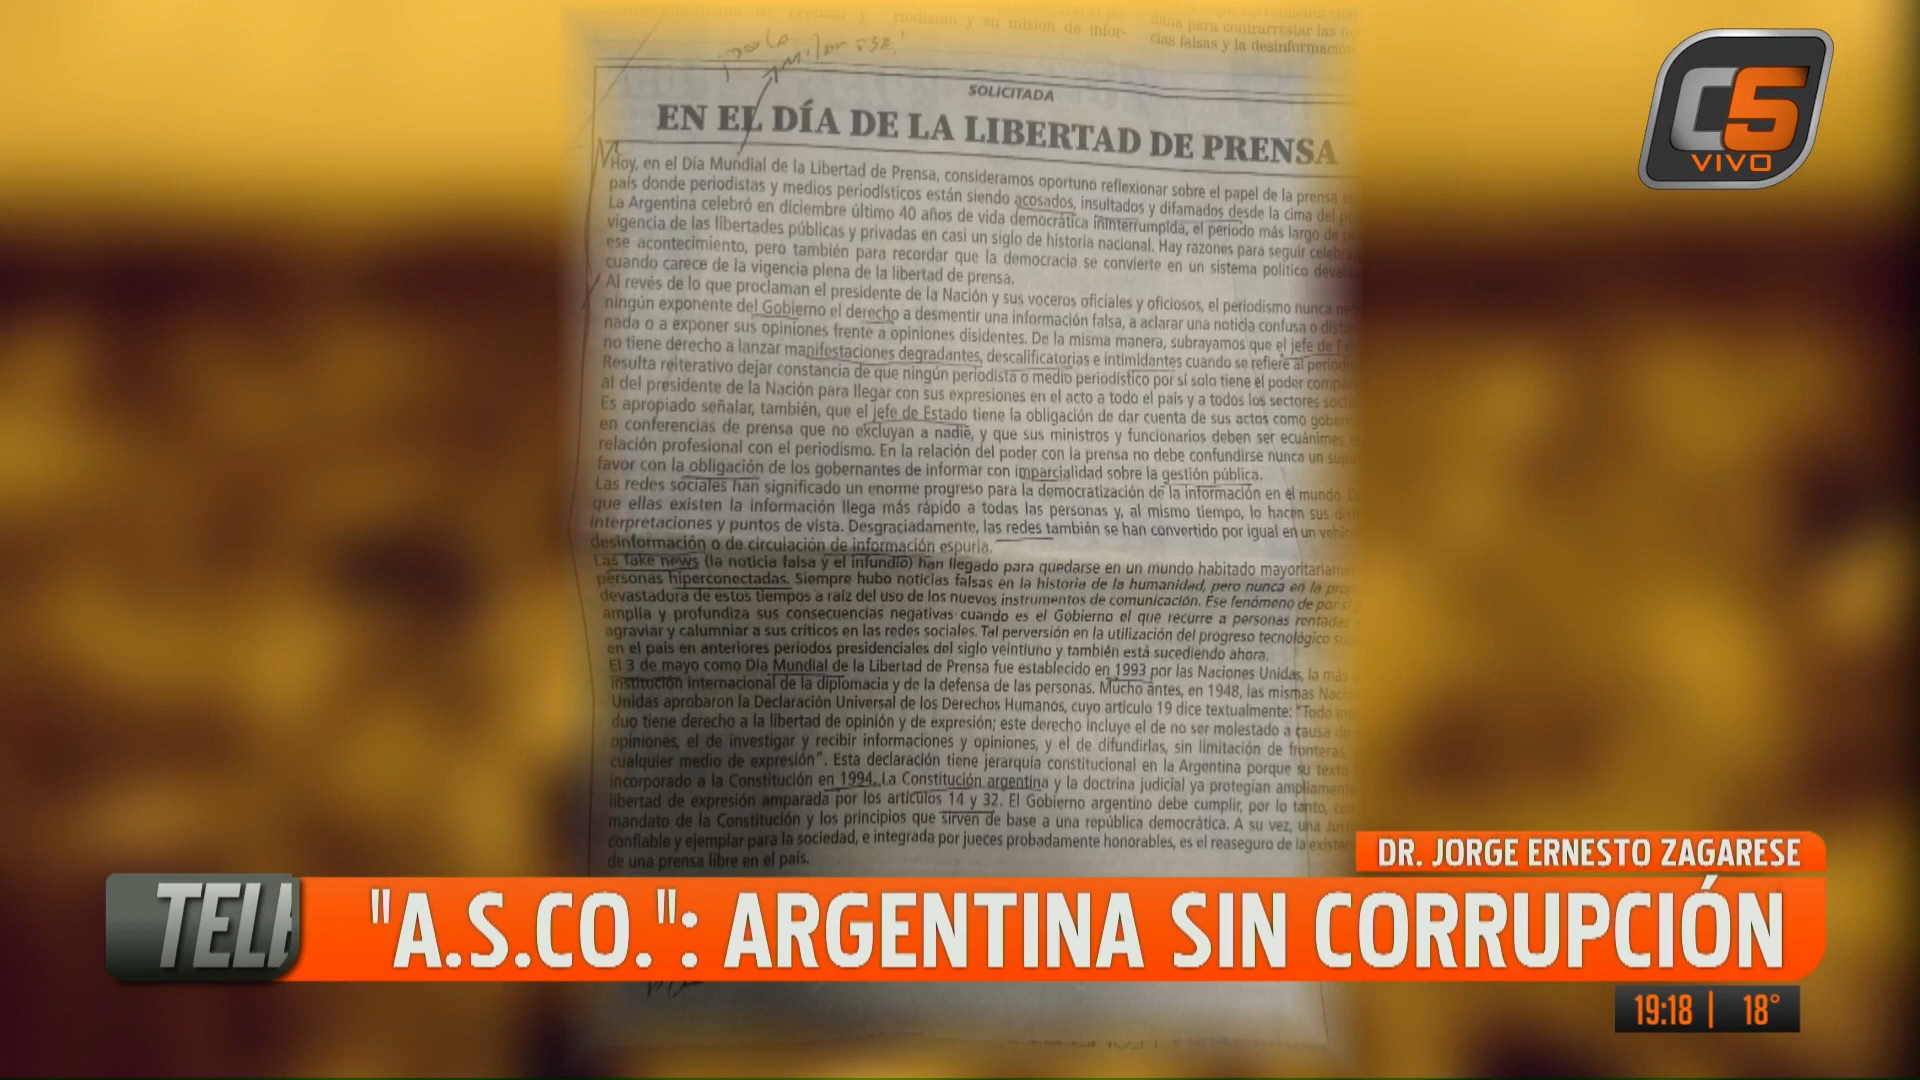 riodismo y su misión de infor-
dana para contrarrestar las
cias falsas y la desinformación
SOLICITADA
EN EL DÍA DE LA LIBERTAD DE PRENSA
Hoy, en el Día Mundial de la Libertad de Prensa, consideramos oportuno reflexionar sobre el papel de la prensa
país donde periodistas y medios periodísticos están siendo acosados, insultados y difamados desde la cima del
La Argentina celebró en diciembre último 40 años de vida democrática ininterrumpida, el período más largo de
vigencia de las libertades públicas y privadas en casi un siglo de historia nacional. Hay razones para seguir
ese acontecimiento, pero también para recordar que la democracia se convierte en un sistema político
cuando carece de la vigencia plena de la libertad de prensa.
Al revés de lo que proclaman el presidente de la Nación y sus voceros oficiales y oficiosos, el periodismo nunca
ningún exponente del Gobierno el derecho a desmentir una información falsa, a aclarar una noticia confusa o
nada o a exponer sus opiniones frente a opiniones disidentes. De la misma manera, subrayamos que el jefe de
no tiene derecho a lanzar manifestaciones degradantes, descalificatorias e intimidantes cuando se refiere al
Resulta reiterativo dejar constancia de que ningún periodista o medio periodístico por sí solo tiene el poder
al del presidente de la Nación para llegar con sus expresiones en el acto a todo el país y a todos los sectores
Es apropiado señalar, también, que el jefe de Estado tiene la obligación de dar cuenta de sus actos como
en conferencias de prensa que no excluyan a nadie, y que sus ministros y funcionarios deben ser ecuánimes
relación profesional con el periodismo. En la relación del poder con la prensa no debe confundirse nunca un
favor con la obligación de los gobernantes de informar con imparcialidad sobre la gestión pública.
Las redes sociales han significado un enorme progreso para la democratización de la información en el mundo.
que ellas existen la información llega más rápido a todas las personas y, al mismo tiempo, lo hacen sus
interpretaciones y puntos de vista. Desgraciadamente, las redes también se han convertido por igual en un
desinformación o de circulación de información espuria.
Las fake news (la noticia falsa y el infundio) han llegado para quedarse en un mundo habitado
personas hiperconectadas. Siempre hubo noticias falsas en la historia de la humanidad, pero nunca en la
devastadora de estos tiempos a raíz del uso de los nuevos instrumentos de comunicación. Ese fenómeno de por
amplía y profundiza sus consecuencias negativas cuando es el Gobierno el que recurre a personas rentadas
agraviar y calumniar a sus críticos en las redes sociales. Tal perversión en la utilización del progreso tecnológico
en el país en anteriores períodos presidenciales del siglo veintiuno y también está sucediendo ahora.
El 3 de mayo como Día Mundial de la Libertad de Prensa fue establecido en 1993 por las Naciones Unidas, la más
institución internacional de la diplomacia y de la defensa de las personas. Mucho antes, en 1948, las mismas
Unidas aprobaron la Declaración Universal de los Derechos Humanos, cuyo artículo 19 dice textualmente: "Todo
duo tiene derecho a la libertad de opinión y de expresión; este derecho incluye el de no ser molestado a causa de
opiniones, el de investigar y recibir informaciones y opiniones, y el de difundirlas, sin limitación de fronteras,
cualquier medio de expresión". Esta declaración tiene jerarquía constitucional en la Argentina porque su texto
incorporado a la Constitución en 1994. La Constitución argentina y la doctrina judicial ya protegían
libertad de expresión amparada por los artículos 14 y 32. El Gobierno argentino debe cumplir, por lo tanto, con
mandato de la Constitución y los principios que sirven de base a una república democrática. A su vez, una
confiable y ejemplar para la sociedad, e integrada por jueces probadamente honorables, es el reaseguro de la
de una prensa libre en el país.
C5
VIVO
DR. JORGE ERNESTO ZAGARESE
TELE
"A.S.CO.": ARGENTINA SIN CORRUPCIÓN
19:18 | 18°